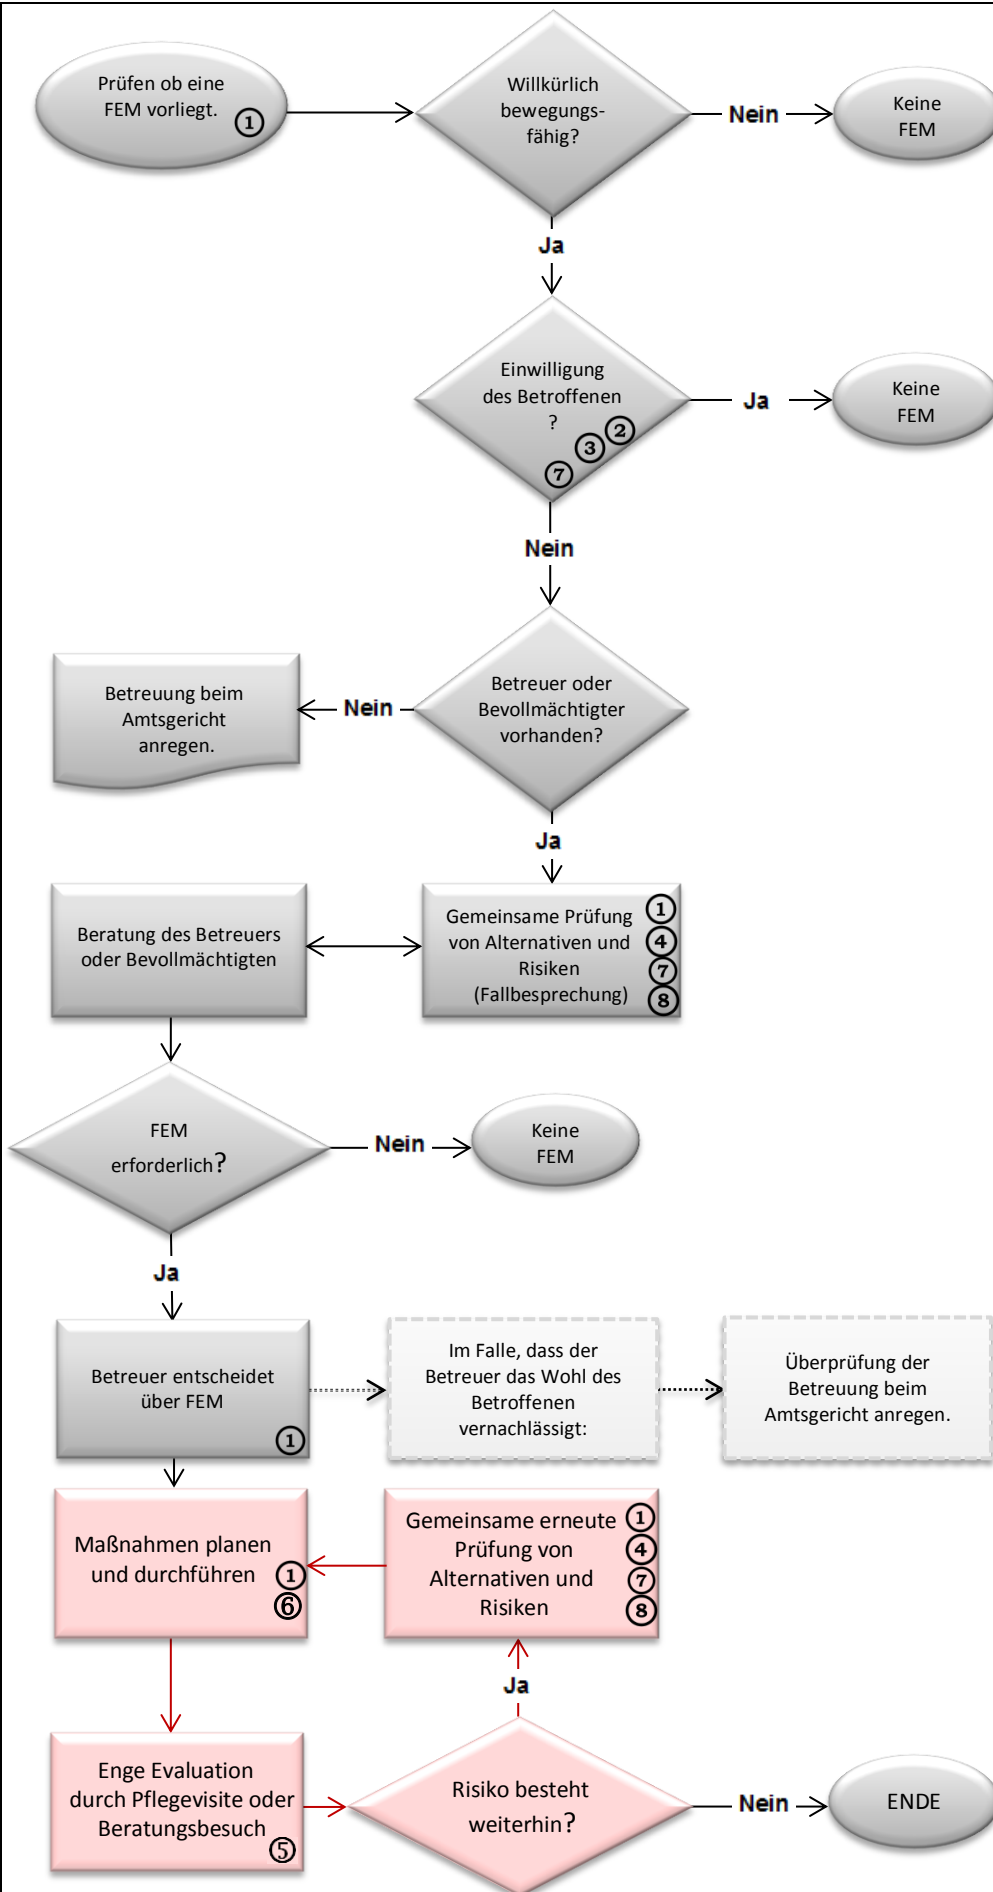 Prüfen ob eine
FEM vorliegt.
1
Willkürlich
bewegungs-
fähig?
Nein
Keine
FEM
Ja
Einwilligung
des Betroffenen
?
2
3
7
Ja
Keine
FEM
Nein
Betreuer oder
Bevollmächtigter
vorhanden?
Nein
Betreuung beim
Amtsgericht
anregen.
Ja
Gemeinsame Prüfung
von Alternativen und
Risiken
(Fallbesprechung)
1
4
7
8
Beratung des Betreuers
oder Bevollmächtigten
FEM
erforderlich?
Nein
Keine
FEM
Ja
Betreuer entscheidet
über FEM
1
Im Falle, dass der
Betreuer das Wohl des
Betroffenen
vernachlässigt:
Überprüfung der
Betreuung beim
Amtsgericht anregen.
Maßnahmen planen
und durchführen
1
6
Gemeinsame erneute
Prüfung von
Alternativen und
Risiken
1
4
7
8
Ja
Enge Evaluation
durch Pflegevisite oder
Beratungsbesuch
5
Risiko besteht
weiterhin?
Nein
ENDE